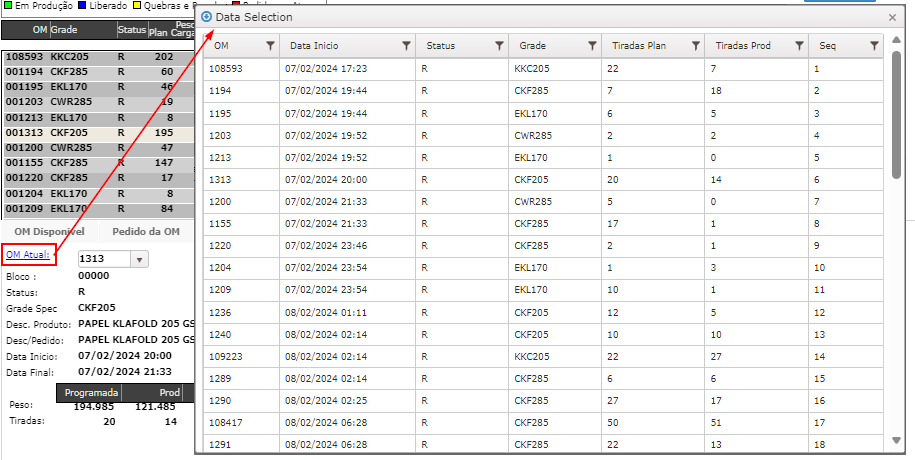 Em Produção Liberado Quebras e
OM Grade Status Plan Carga
108593 KKC205 R 202
001194 CKF285 R 60
001195 EKL170 R 46
001203 CWR285 R 19
001213 EKL170 R 8
001313 CKF205 R 195
001200 CWR285 R 47
001155 CKF285 R 147
001220 CKF285 R 17
001204 EKL170 R 8
001209 EKL170 R 84
OM Disponível Pedido da OM
OM Atual: 1313
Bloco : 00000
Status: R
Grade Spec CKF205
Desc. Produto: PAPEL KLAFOLD 205 GS
Desc/Pedido: PAPEL KLAFOLD 205 GS
Data Inicio: 07/02/2024 20:00
Data Final: 07/02/2024 21:33
Programada Prod
Peso: 194.985 121.485
Tiradas: 20 14
Data Selection
OM Data Inicio Status Grade Tiradas Plan Tiradas Prod Seq
108593 07/02/2024 17:23 R KKC205 22 7 1
1194 07/02/2024 19:44 R CKF285 7 18 2
1195 07/02/2024 19:44 R EKL170 6 5 3
1203 07/02/2024 19:52 R CWR285 2 2 4
1213 07/02/2024 19:52 R EKL170 1 0 5
1313 07/02/2024 20:00 R CKF205 20 14 6
1200 07/02/2024 21:33 R CWR285 5 0 7
1155 07/02/2024 21:33 R CKF285 17 1 8
1220 07/02/2024 23:46 R CKF285 2 1 9
1204 07/02/2024 23:54 R EKL170 1 3 10
1209 07/02/2024 23:54 R EKL170 10 1 11
1236 08/02/2024 01:11 R CKF205 12 5 12
1240 08/02/2024 02:14 R CKF205 10 10 13
109223 08/02/2024 02:14 R KKC205 22 27 14
1289 08/02/2024 02:14 R CKF285 6 6 15
1290 08/02/2024 02:25 R CKF285 27 17 16
108417 08/02/2024 06:28 R CKF285 50 51 17
1291 08/02/2024 06:28 R CKF285 22 13 18